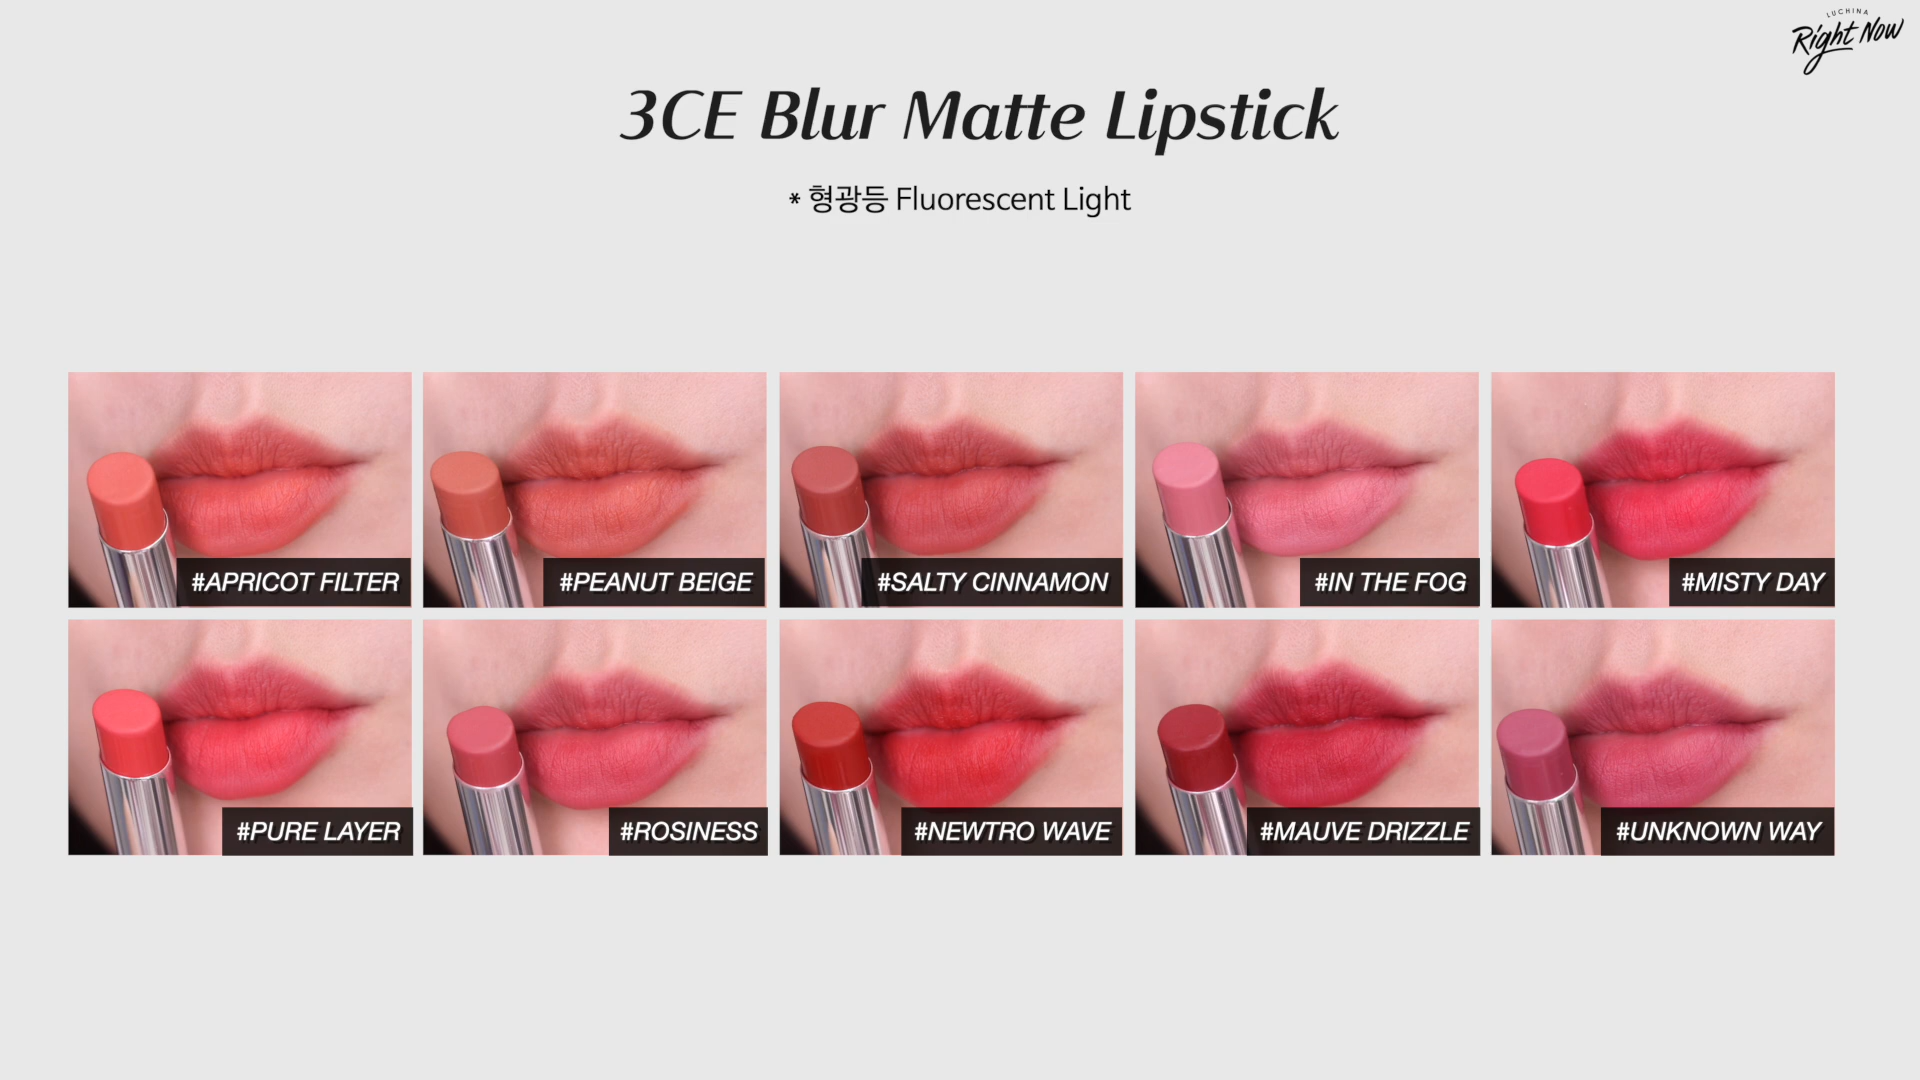 LUCHINA
Right Now
3CE Blur Matte Lipstick
* 형광등 Fluorescent Light
#APRICOT FILTER
#PEANUT BEIGE
#SALTY CINNAMON
#IN THE FOG
#MISTY DAY
#PURE LAYER
#ROSINESS
#NEWTRO WAVE
#MAUVE DRIZZLE
#UNKNOWN WAY